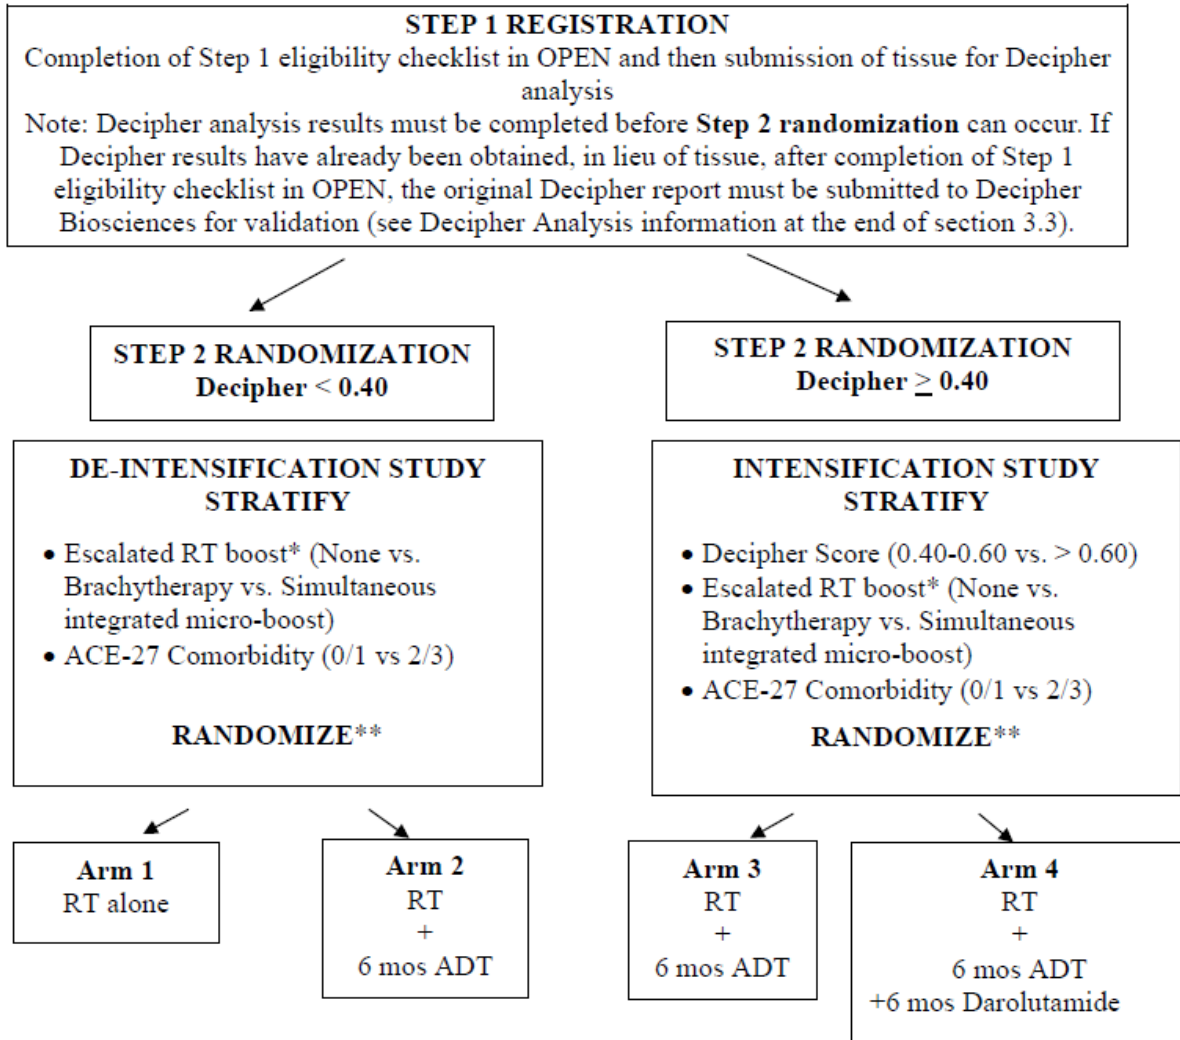 STEP 1 REGISTRATION
Completion of Step 1 eligibility checklist in OPEN and then submission of tissue for Decipher
analysis
Note: Decipher analysis results must be completed before Step 2 randomization can occur. If
Decipher results have already been obtained, in lieu of tissue, after completion of Step 1
eligibility checklist in OPEN, the original Decipher report must be submitted to Decipher
Biosciences for validation (see Decipher Analysis information at the end of section 3.3).
STEP 2 RANDOMIZATION
Decipher < 0.40
STEP 2 RANDOMIZATION
Decipher ≥ 0.40
DE-INTENSIFICATION STUDY
STRATIFY
• Escalated RT boost* (None vs.
Brachytherapy vs. Simultaneous
integrated micro-boost)
• ACE-27 Comorbidity (0/1 vs 2/3)
RANDOMIZE**
INTENSIFICATION STUDY
STRATIFY
• Decipher Score (0.40-0.60 vs. > 0.60)
• Escalated RT boost* (None vs.
Brachytherapy vs. Simultaneous
integrated micro-boost)
• ACE-27 Comorbidity (0/1 vs 2/3)
RANDOMIZE**
Arm 1
RT alone
Arm 2
RT
+
6 mos ADT
Arm 3
RT
+
6 mos ADT
Arm 4
RT
+
6 mos ADT
+6 mos Darolutamide